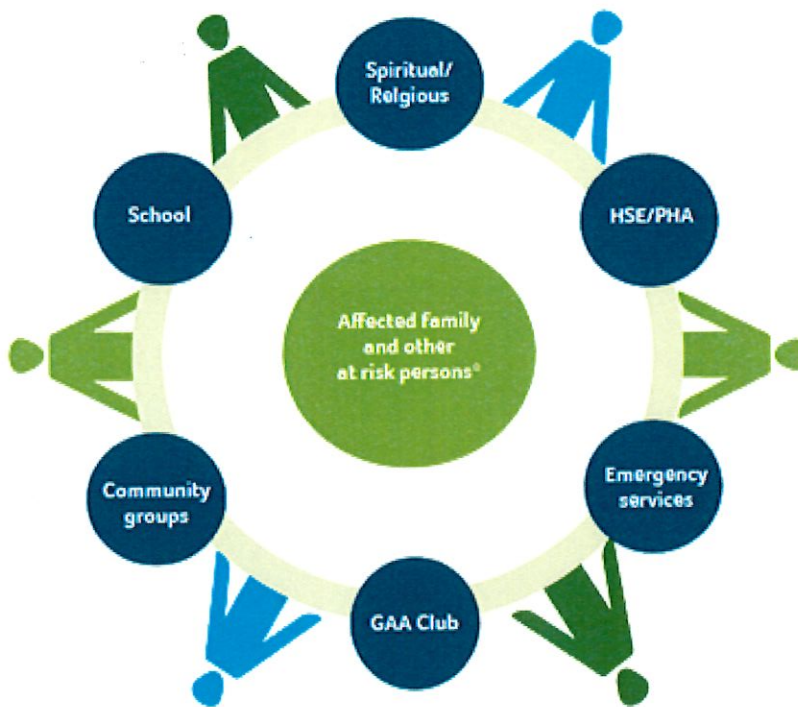 Spiritual/
Relgious
School
HSE/PHA
Affected family
and other
at risk persons°
Community
groups
Emergency
services
GAA Club